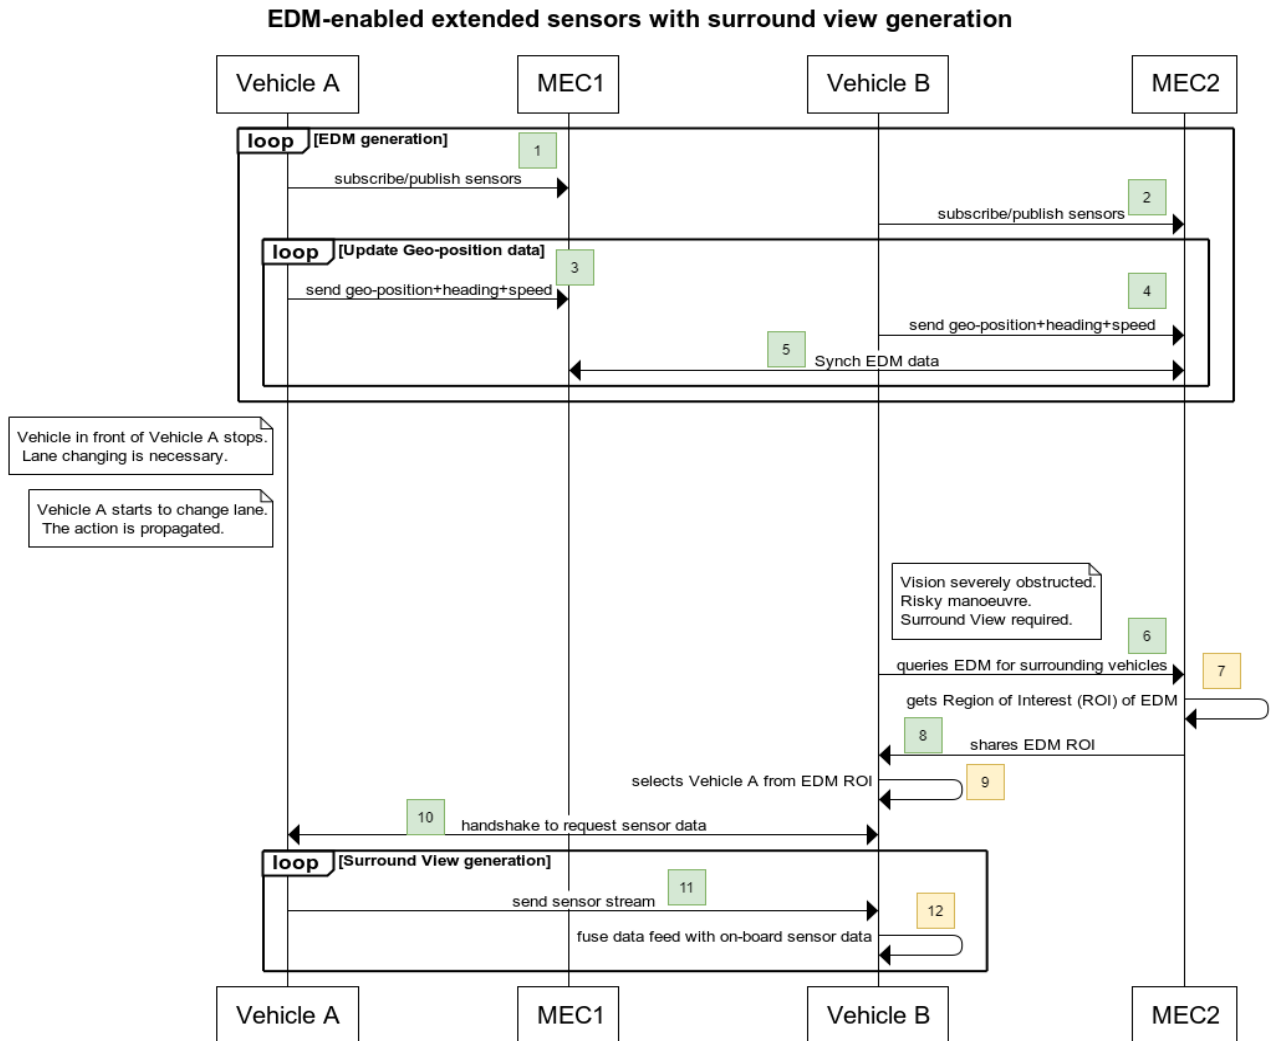 EDM-enabled extended sensors with surround view generation
Vehicle A
MEC1
Vehicle B
MEC2
loop
[EDM generation]
1
subscribe/publish sensors
2
subscribe/publish sensors
loop
[Update Geo-position data]
3
send geo-position+heading+speed
4
send geo-position+heading+speed
5
Synch EDM data
Vehicle in front of Vehicle A stops.
Lane changing is necessary.
Vehicle A starts to change lane.
The action is propagated.
Vision severely obstructed.
Risky manoeuvre.
Surround View required.
6
queries EDM for surrounding vehicles
7
gets Region of Interest (ROI) of EDM
8
shares EDM ROI
selects Vehicle A from EDM ROI
9
10
handshake to request sensor data
loop
[Surround View generation]
11
send sensor stream
12
fuse data feed with on-board sensor data
Vehicle A
MEC1
Vehicle B
MEC2